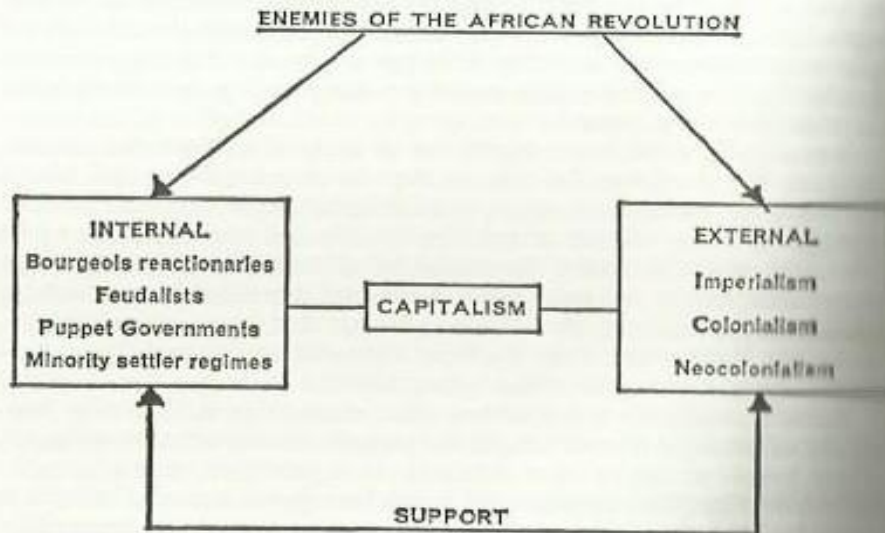 ENEMIES OF THE AFRICAN REVOLUTION
INTERNAL
Bourgeois reactionaries
Feudalists
Puppet Governments
Minority settler regimes
CAPITALISM
EXTERNAL
Imperialism
Colonialism
Neocolonialism
SUPPORT